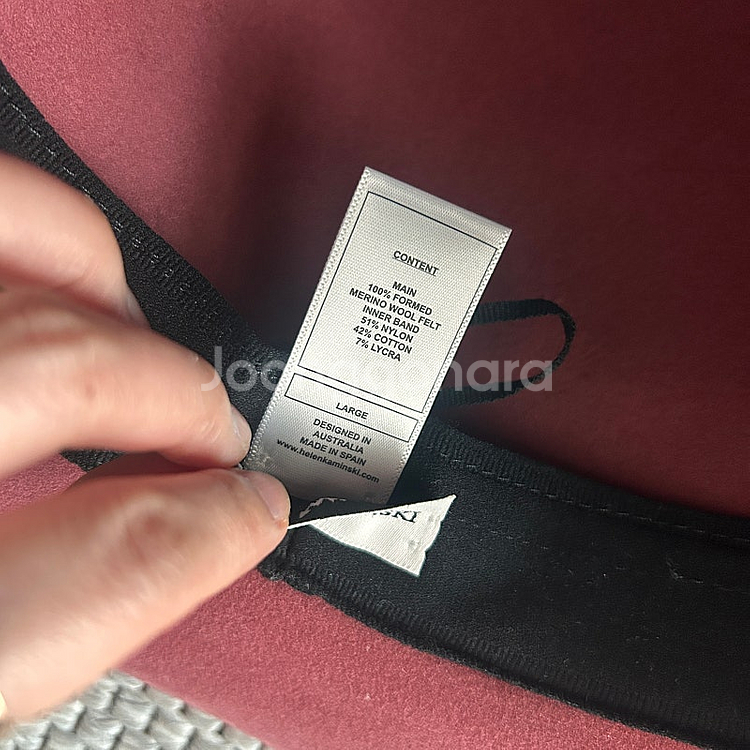 CONTENT
MAIN
100% FORMED
MERINO WOOL FELT
INNER BAND
51% NYLON
42% COTTON
7% LYCRA
LARGE
DESIGNED IN
AUSTRALIA
MADE IN SPAIN
www.helenkaminski.com